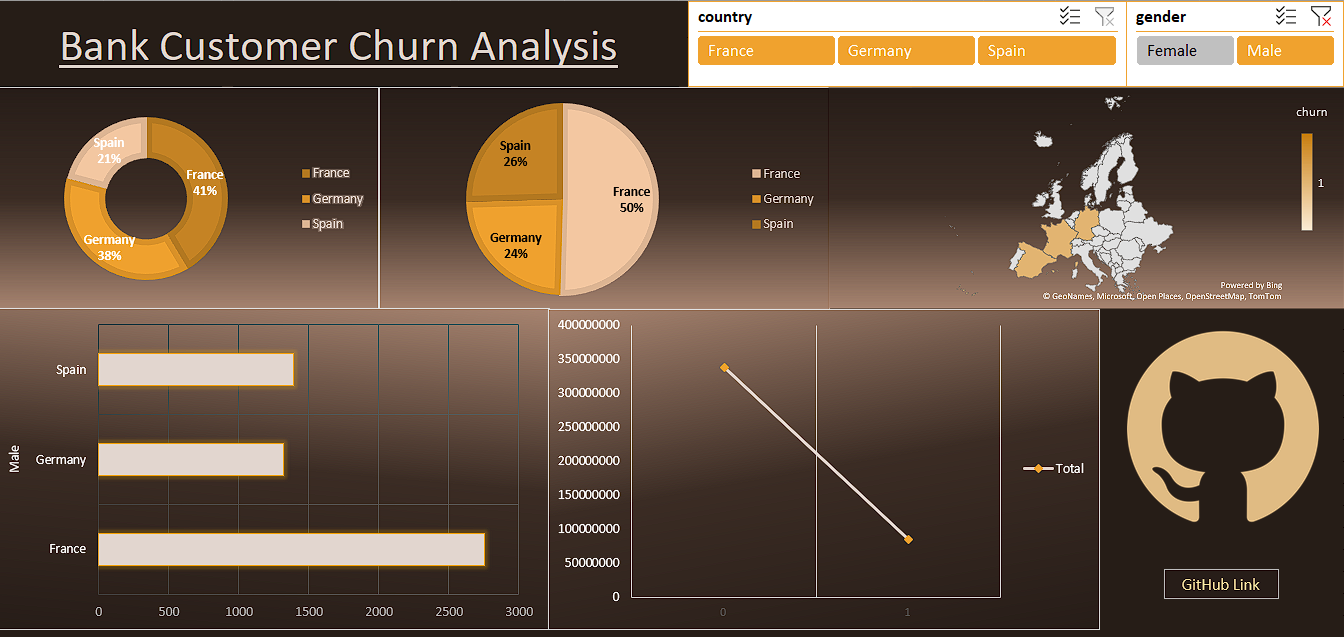 Bank Customer Churn Analysis
country
France Germany Spain
gender
Female Male
Spain
21%
France
41%
Germany
38%
France
Germany
Spain
Spain
26%
France
50%
Germany
24%
France
Germany
Spain
churn
1
Powered by Bing
© GeoNames, Microsoft, Open Places, OpenStreetMap, TomTom
Male
Spain
Germany
France
0 500 1000 1500 2000 2500 3000
400000000
350000000
300000000
250000000
200000000
150000000
100000000
50000000
0
0 1
Total
GitHub Link